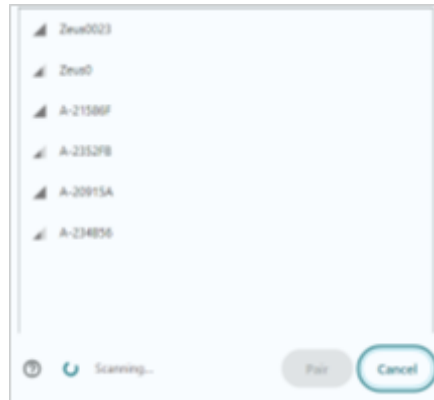 Zeus0023
Zeus0
A-21586F
A-2352FB
A-20915A
A-234B56
Scanning...
Pair
Cancel